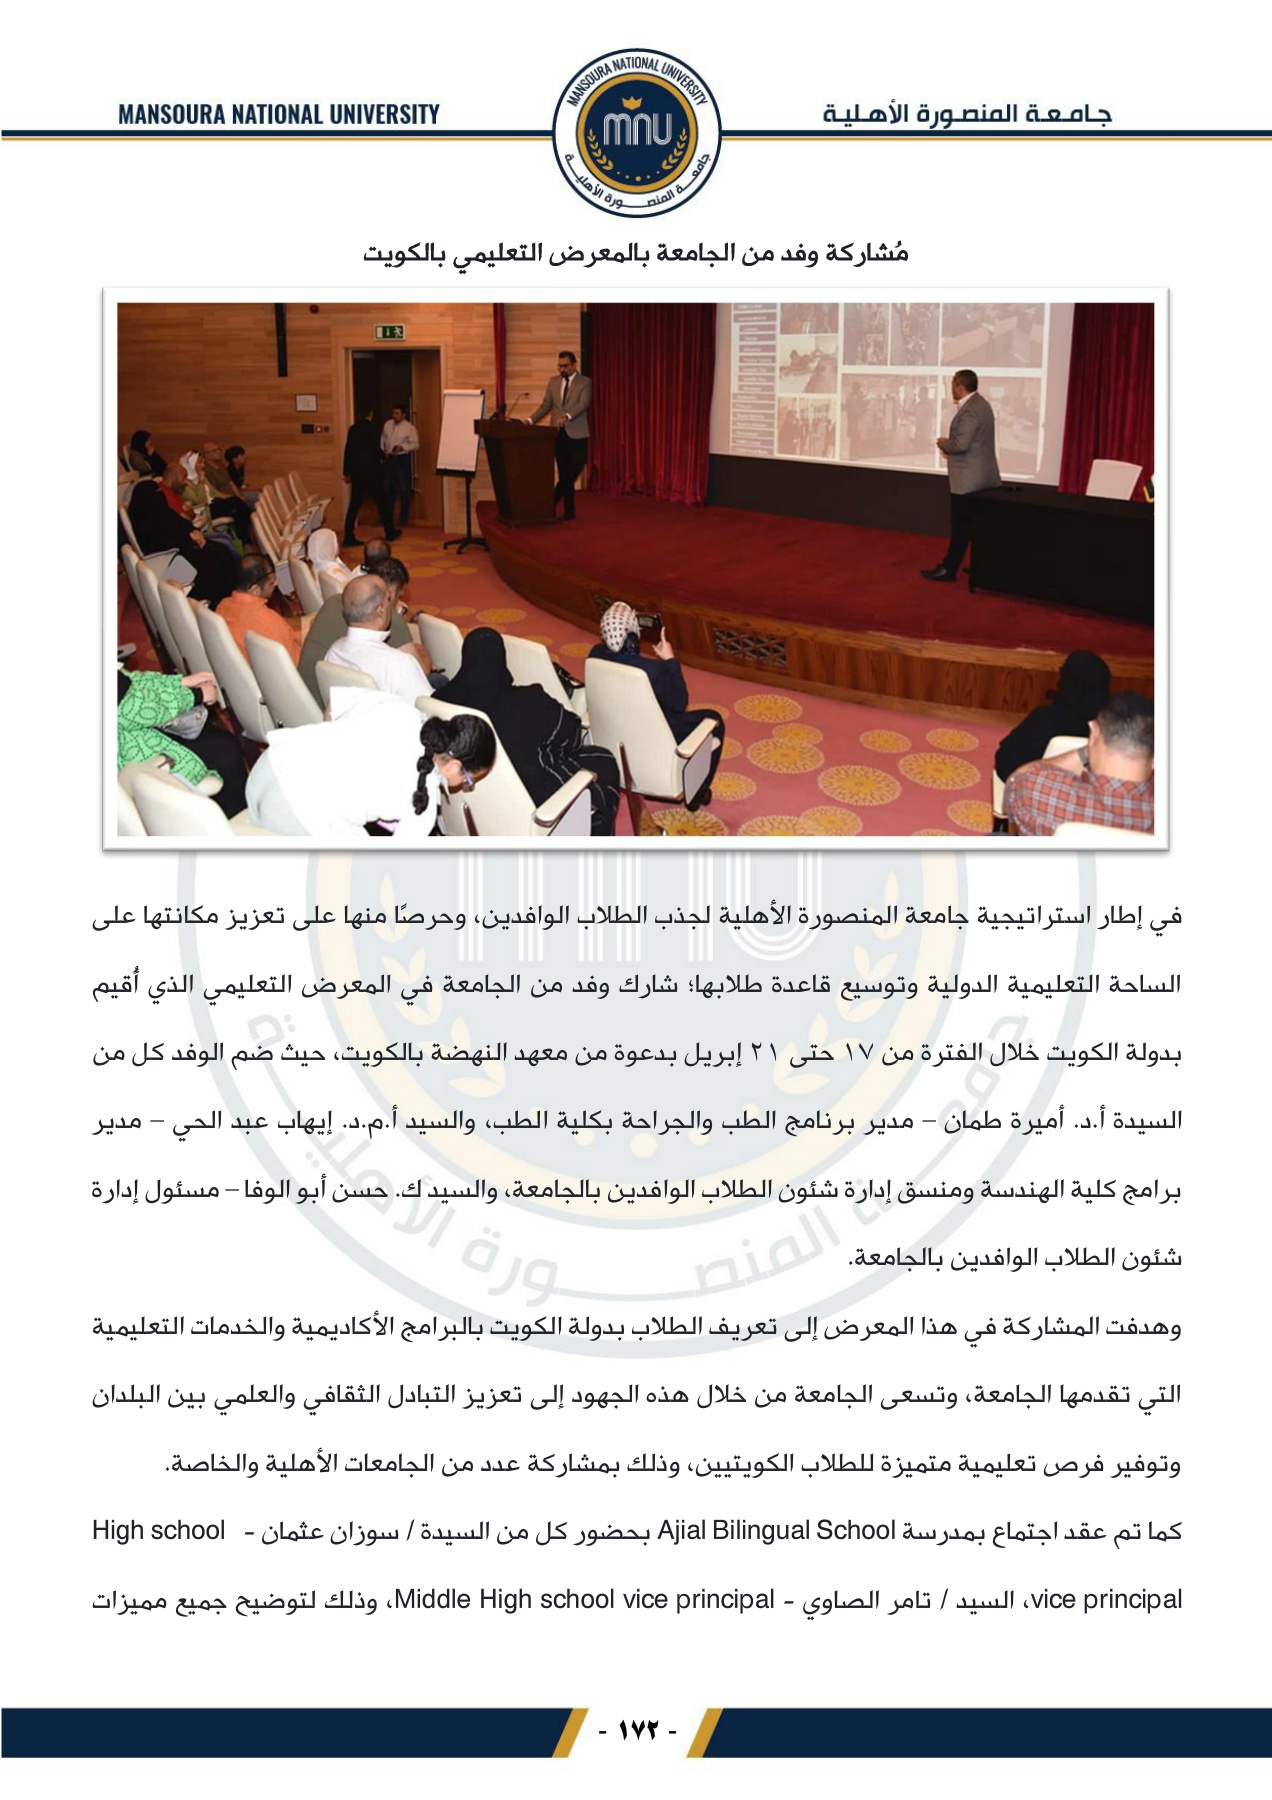 MANSOURA NATIONAL UNIVERSITY
جامعة المنصورة الأهلية
MANSOURA NATIONAL UNIVERSITY
mnu
جامعة المنصورة الأهلية
مُشاركة وفد من الجامعة بالمعرض التعليمي بالكويت
في إطار استراتيجية جامعة المنصورة الأهلية لجذب الطلاب الوافدين، وحرصًا منها على تعزيز مكانتها على
الساحة التعليمية الدولية وتوسيع قاعدة طلابها؛ شارك وفد من الجامعة في المعرض التعليمي الذي أُقيم
بدولة الكويت خلال الفترة من ١٧ حتى ٢١ إبريل بدعوة من معهد النهضة بالكويت، حيث ضم الوفد كل من
السيدة أ.د. أميرة طمان – مدير برنامج الطب والجراحة بكلية الطب، والسيد أ.م.د. إيهاب عبد الحي – مدير
برامج كلية الهندسة ومنسق إدارة شئون الطلاب الوافدين بالجامعة، والسيد ك. حسن أبو الوفا – مسئول إدارة
شئون الطلاب الوافدين بالجامعة.
وهدفت المشاركة في هذا المعرض إلى تعريف الطلاب بدولة الكويت بالبرامج الأكاديمية والخدمات التعليمية
التي تقدمها الجامعة، وتسعى الجامعة من خلال هذه الجهود إلى تعزيز التبادل الثقافي والعلمي بين البلدان
وتوفير فرص تعليمية متميزة للطلاب الكويتيين، وذلك بمشاركة عدد من الجامعات الأهلية والخاصة.
كما تم عقد اجتماع بمدرسة Ajial Bilingual School بحضور كل من السيدة / سوزان عثمان - High school
vice principal، السيد / تامر الصاوي - Middle High school vice principal، وذلك لتوضيح جميع مميزات
- ١٧٢ -